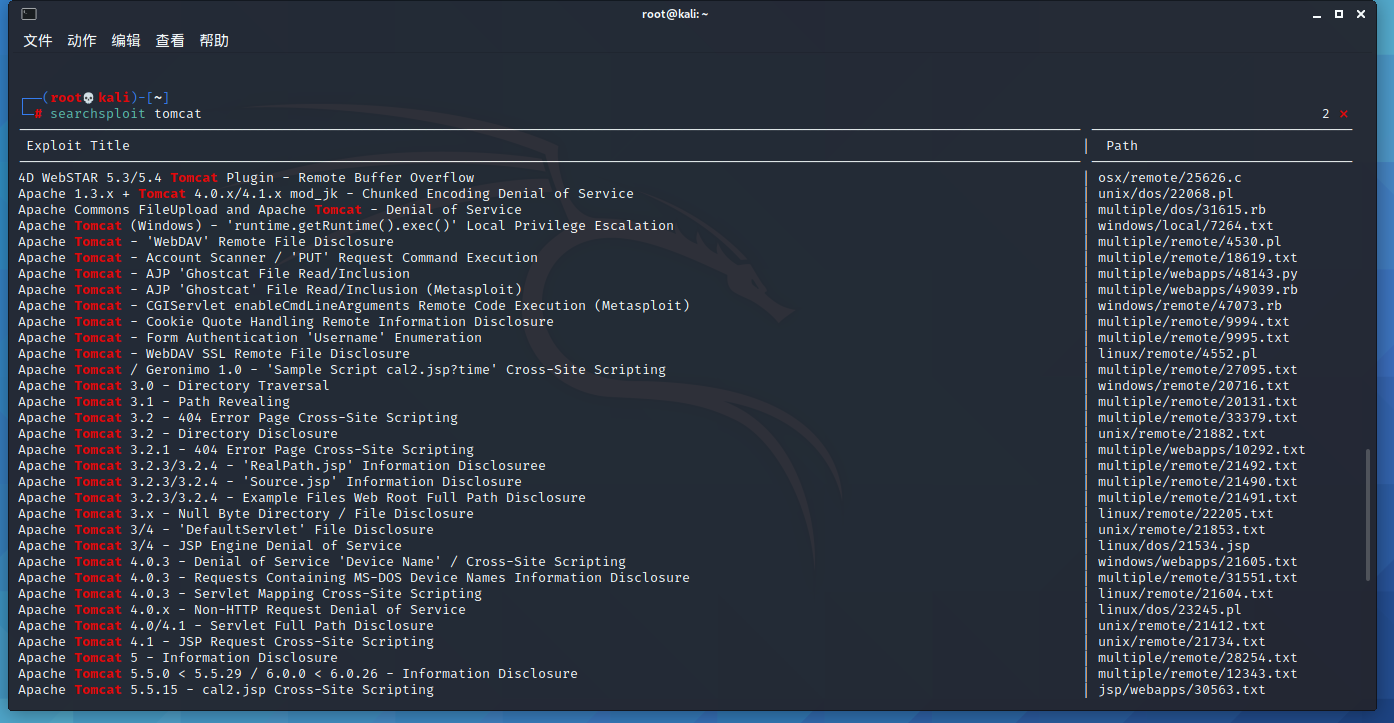 root@kali: ~
文件 动作 编辑 查看 帮助
┌──(root💀kali)-[~]
└─# searchsploit tomcat 2 ⨯
Exploit Title | Path
4D WebSTAR 5.3/5.4 Tomcat Plugin - Remote Buffer Overflow | osx/remote/25626.c
Apache 1.3.x + Tomcat 4.0.x/4.1.x mod_jk - Chunked Encoding Denial of Service | unix/dos/22068.pl
Apache Commons FileUpload and Apache Tomcat - Denial of Service | multiple/dos/31615.rb
Apache Tomcat (Windows) - 'runtime.getRuntime().exec()' Local Privilege Escalation | windows/local/7264.txt
Apache Tomcat - 'WebDAV' Remote File Disclosure | multiple/remote/4530.pl
Apache Tomcat - Account Scanner / 'PUT' Request Command Execution | multiple/remote/18619.txt
Apache Tomcat - AJP 'Ghostcat File Read/Inclusion | multiple/webapps/48143.py
Apache Tomcat - AJP 'Ghostcat' File Read/Inclusion (Metasploit) | multiple/webapps/49039.rb
Apache Tomcat - CGIServlet enableCmdLineArguments Remote Code Execution (Metasploit) | windows/remote/47073.rb
Apache Tomcat - Cookie Quote Handling Remote Information Disclosure | multiple/remote/9994.txt
Apache Tomcat - Form Authentication 'Username' Enumeration | multiple/remote/9995.txt
Apache Tomcat - WebDAV SSL Remote File Disclosure | linux/remote/4552.pl
Apache Tomcat / Geronimo 1.0 - 'Sample Script cal2.jsp?time' Cross-Site Scripting | multiple/remote/27095.txt
Apache Tomcat 3.0 - Directory Traversal | windows/remote/20716.txt
Apache Tomcat 3.1 - Path Revealing | multiple/remote/20131.txt
Apache Tomcat 3.2 - 404 Error Page Cross-Site Scripting | multiple/remote/33379.txt
Apache Tomcat 3.2 - Directory Disclosure | unix/remote/21882.txt
Apache Tomcat 3.2.1 - 404 Error Page Cross-Site Scripting | multiple/webapps/10292.txt
Apache Tomcat 3.2.3/3.2.4 - 'RealPath.jsp' Information Disclosuree | multiple/remote/21492.txt
Apache Tomcat 3.2.3/3.2.4 - 'Source.jsp' Information Disclosure | multiple/remote/21490.txt
Apache Tomcat 3.2.3/3.2.4 - Example Files Web Root Full Path Disclosure | multiple/remote/21491.txt
Apache Tomcat 3.x - Null Byte Directory / File Disclosure | linux/remote/22205.txt
Apache Tomcat 3/4 - 'DefaultServlet' File Disclosure | unix/remote/21853.txt
Apache Tomcat 3/4 - JSP Engine Denial of Service | linux/dos/21534.jsp
Apache Tomcat 4.0.3 - Denial of Service 'Device Name' / Cross-Site Scripting | windows/webapps/21605.txt
Apache Tomcat 4.0.3 - Requests Containing MS-DOS Device Names Information Disclosure | multiple/remote/31551.txt
Apache Tomcat 4.0.3 - Servlet Mapping Cross-Site Scripting | linux/remote/21604.txt
Apache Tomcat 4.0.x - Non-HTTP Request Denial of Service | linux/dos/23245.pl
Apache Tomcat 4.0/4.1 - Servlet Full Path Disclosure | unix/remote/21412.txt
Apache Tomcat 4.1 - JSP Request Cross-Site Scripting | unix/remote/21734.txt
Apache Tomcat 5 - Information Disclosure | multiple/remote/28254.txt
Apache Tomcat 5.5.0 < 5.5.29 / 6.0.0 < 6.0.26 - Information Disclosure | multiple/remote/12343.txt
Apache Tomcat 5.5.15 - cal2.jsp Cross-Site Scripting | jsp/webapps/30563.txt